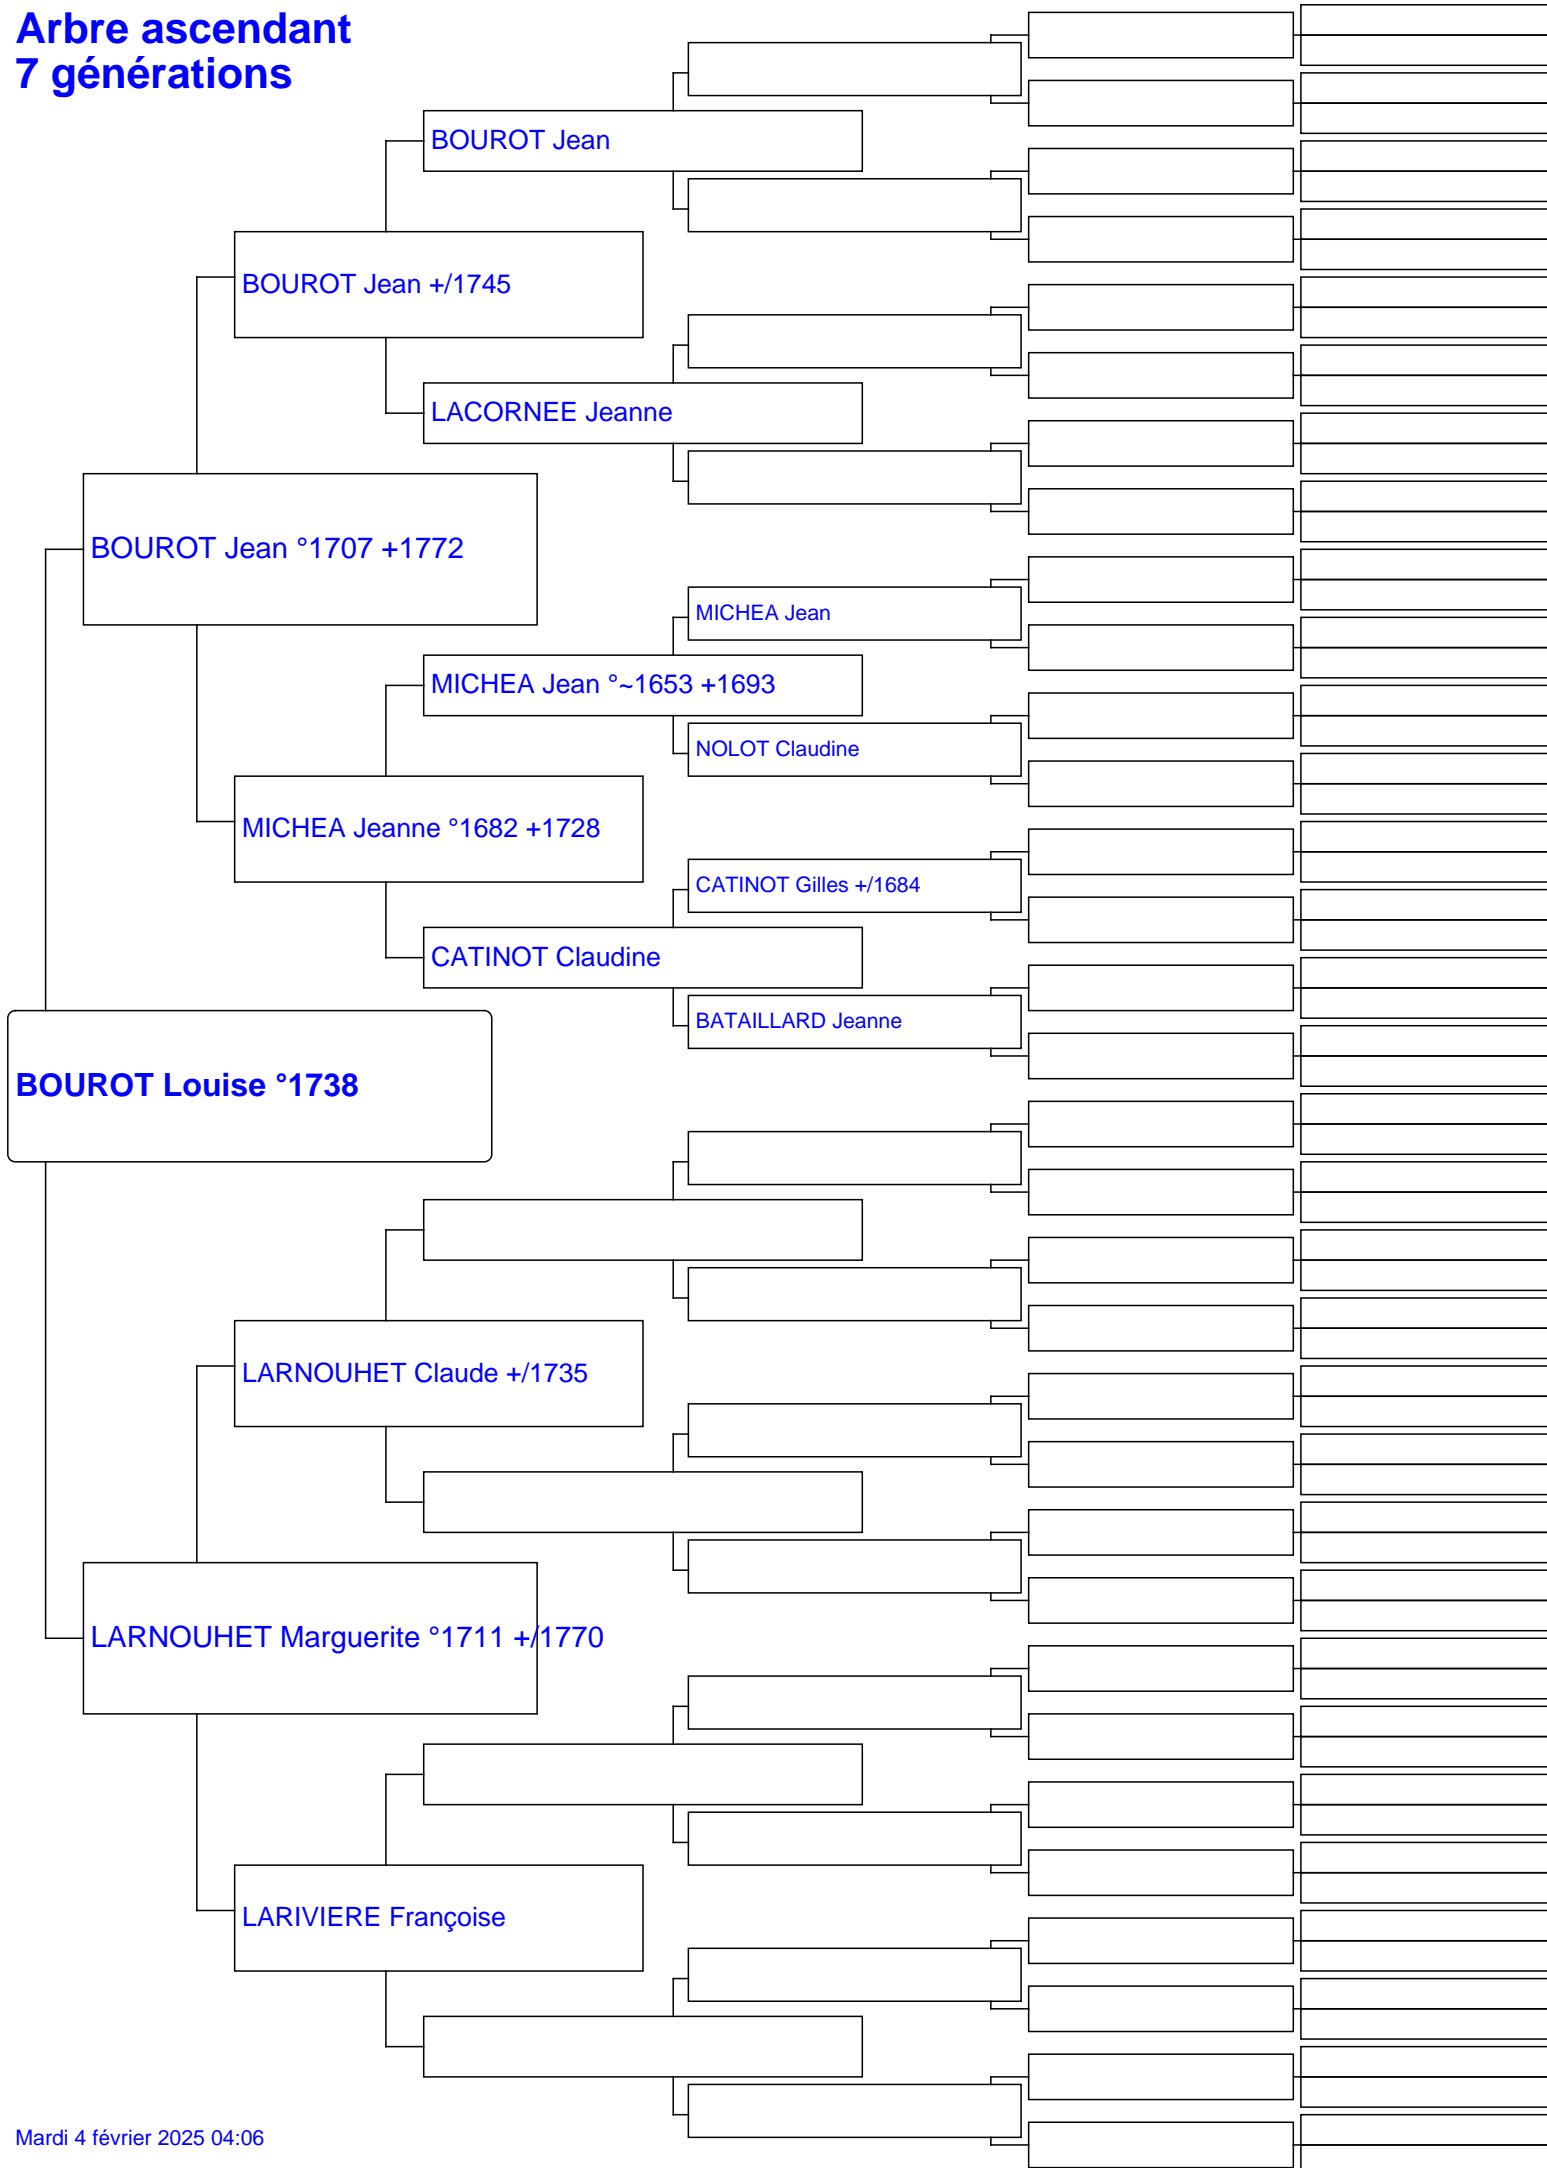 Arbre ascendant
7 générations
BOUROT Jean
BOUROT Jean +/1745
LACORNEE Jeanne
BOUROT Jean °1707 +1772
MICHEA Jean
MICHEA Jean °~1653 +1693
NOLOT Claudine
MICHEA Jeanne °1682 +1728
CATINOT Gilles +/1684
CATINOT Claudine
BATAILLARD Jeanne
BOUROT Louise °1738
LARNOUHET Claude +/1735
LARNOUHET Marguerite °1711 +/1770
LARIVIERE Françoise
Mardi 4 février 2025 04:06